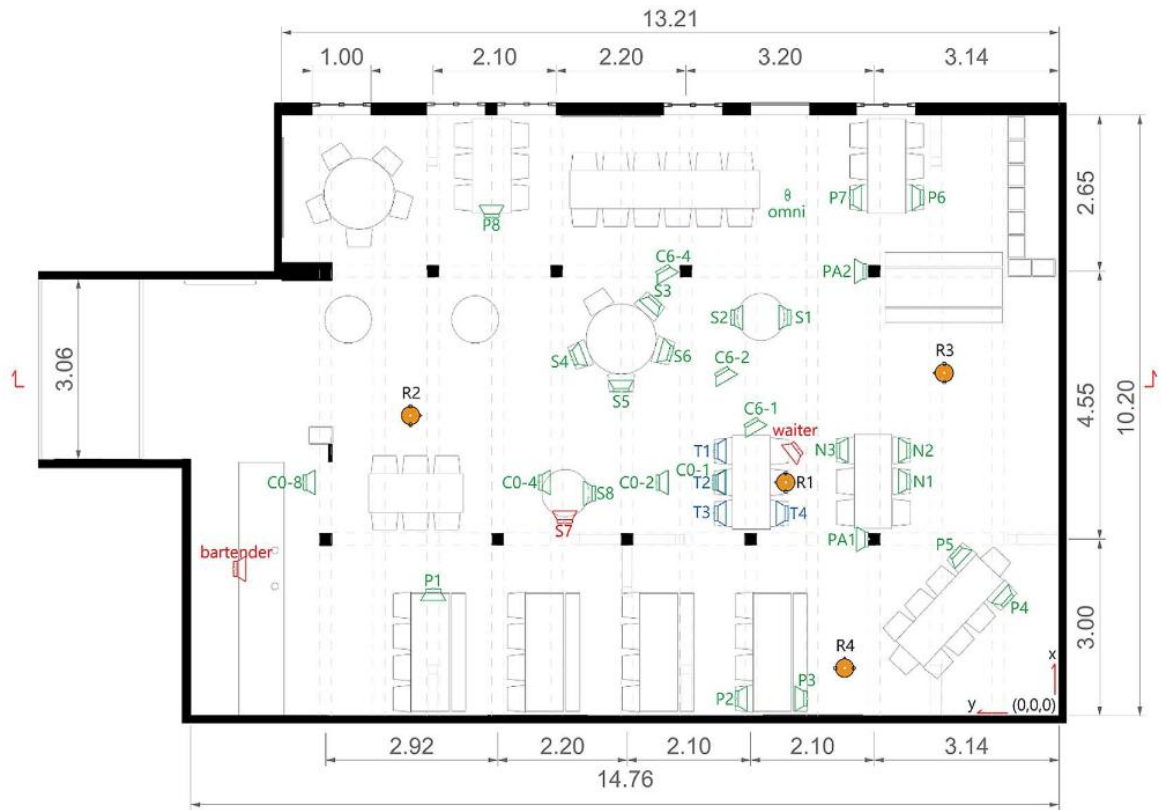 13.21
1.00 2.10 2.20 3.20 3.14
P8
omni
P7 P6
2.65
C6-4
PA2
S3
S2 S1
S4 S6
C6-2
R3
S5
3.06
R2
4.55
10.20
C6-1
waiter
T1 N3 N2
C0-8 C0-4 C0-2 C0-1
T2 R1 N1
S8
T3 T4
S7
PA1
bartender
P5
P1
P4
3.00
R4
P2 P3
x
y (0,0,0)
2.92 2.20 2.10 2.10 3.14
14.76